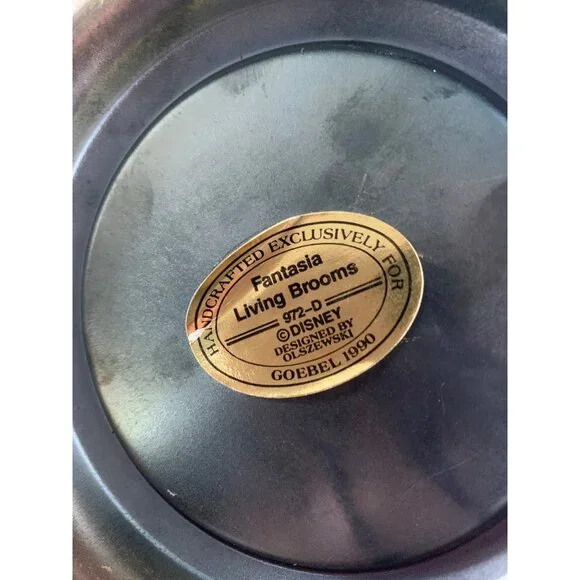 HANDCRAFTED EXCLUSIVELY FOR
Fantasia
Living Brooms
972-D
©DISNEY
DESIGNED BY
OLSZEWSKI
GOEBEL 1990